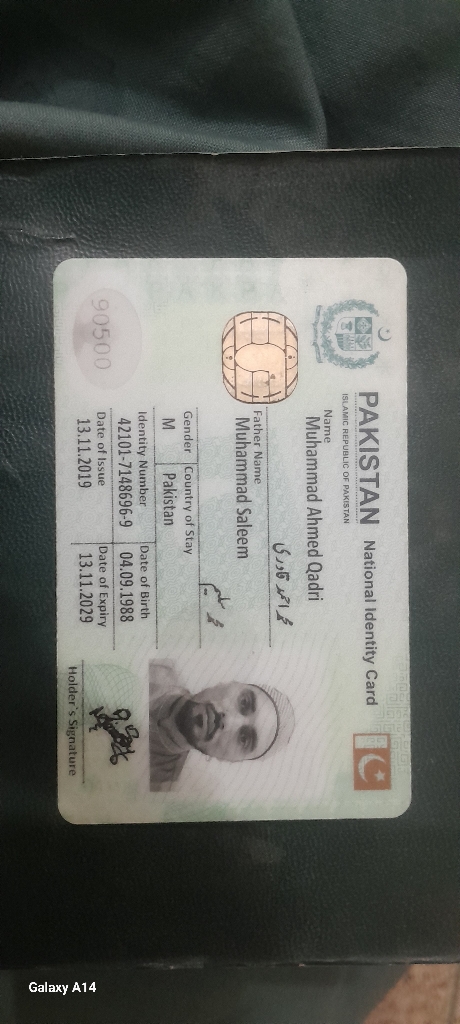 PAKISTAN National Identity Card
ISLAMIC REPUBLIC OF PAKISTAN
Name
Muhammad Ahmed Qadri
محمد احمد قادری
Father Name
Muhammad Saleem
محمد سلیم
Gender Country of Stay
M Pakistan
Identity Number Date of Birth
42101-7148696-9 04.09.1988
Date of Issue Date of Expiry
13.11.2019 13.11.2029
Holder's Signature
90500
Galaxy A14